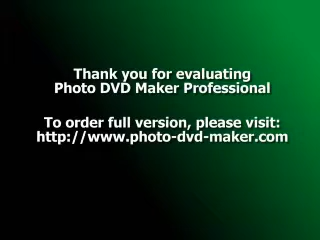 Thank you for evaluating
Photo DVD Maker Professional
To order full version, please visit:
http://www.photo-dvd-maker.com